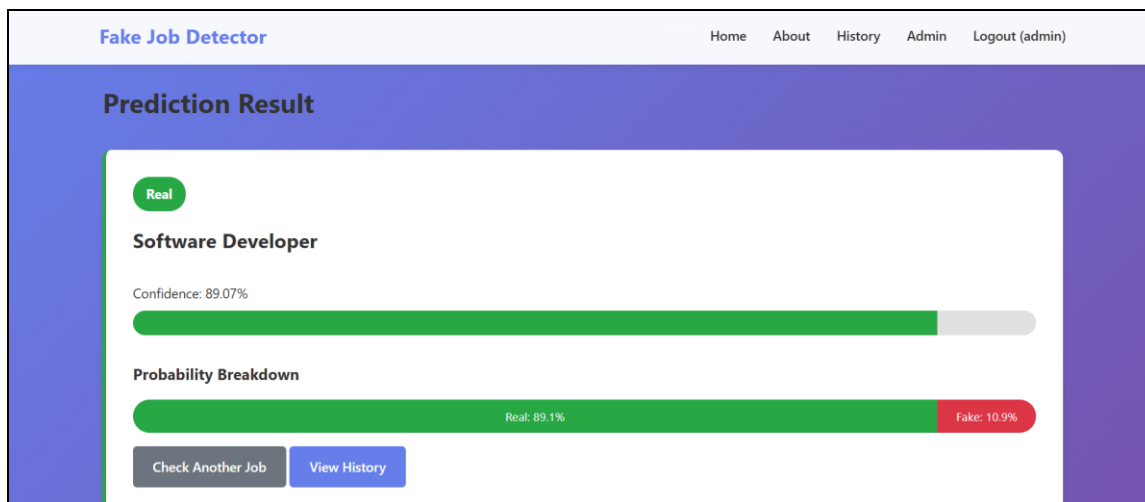 Fake Job Detector Home About History Admin Logout (admin)
Prediction Result
Real
Software Developer
Confidence: 89.07%
Probability Breakdown
Real: 89.1% Fake: 10.9%
Check Another Job View History